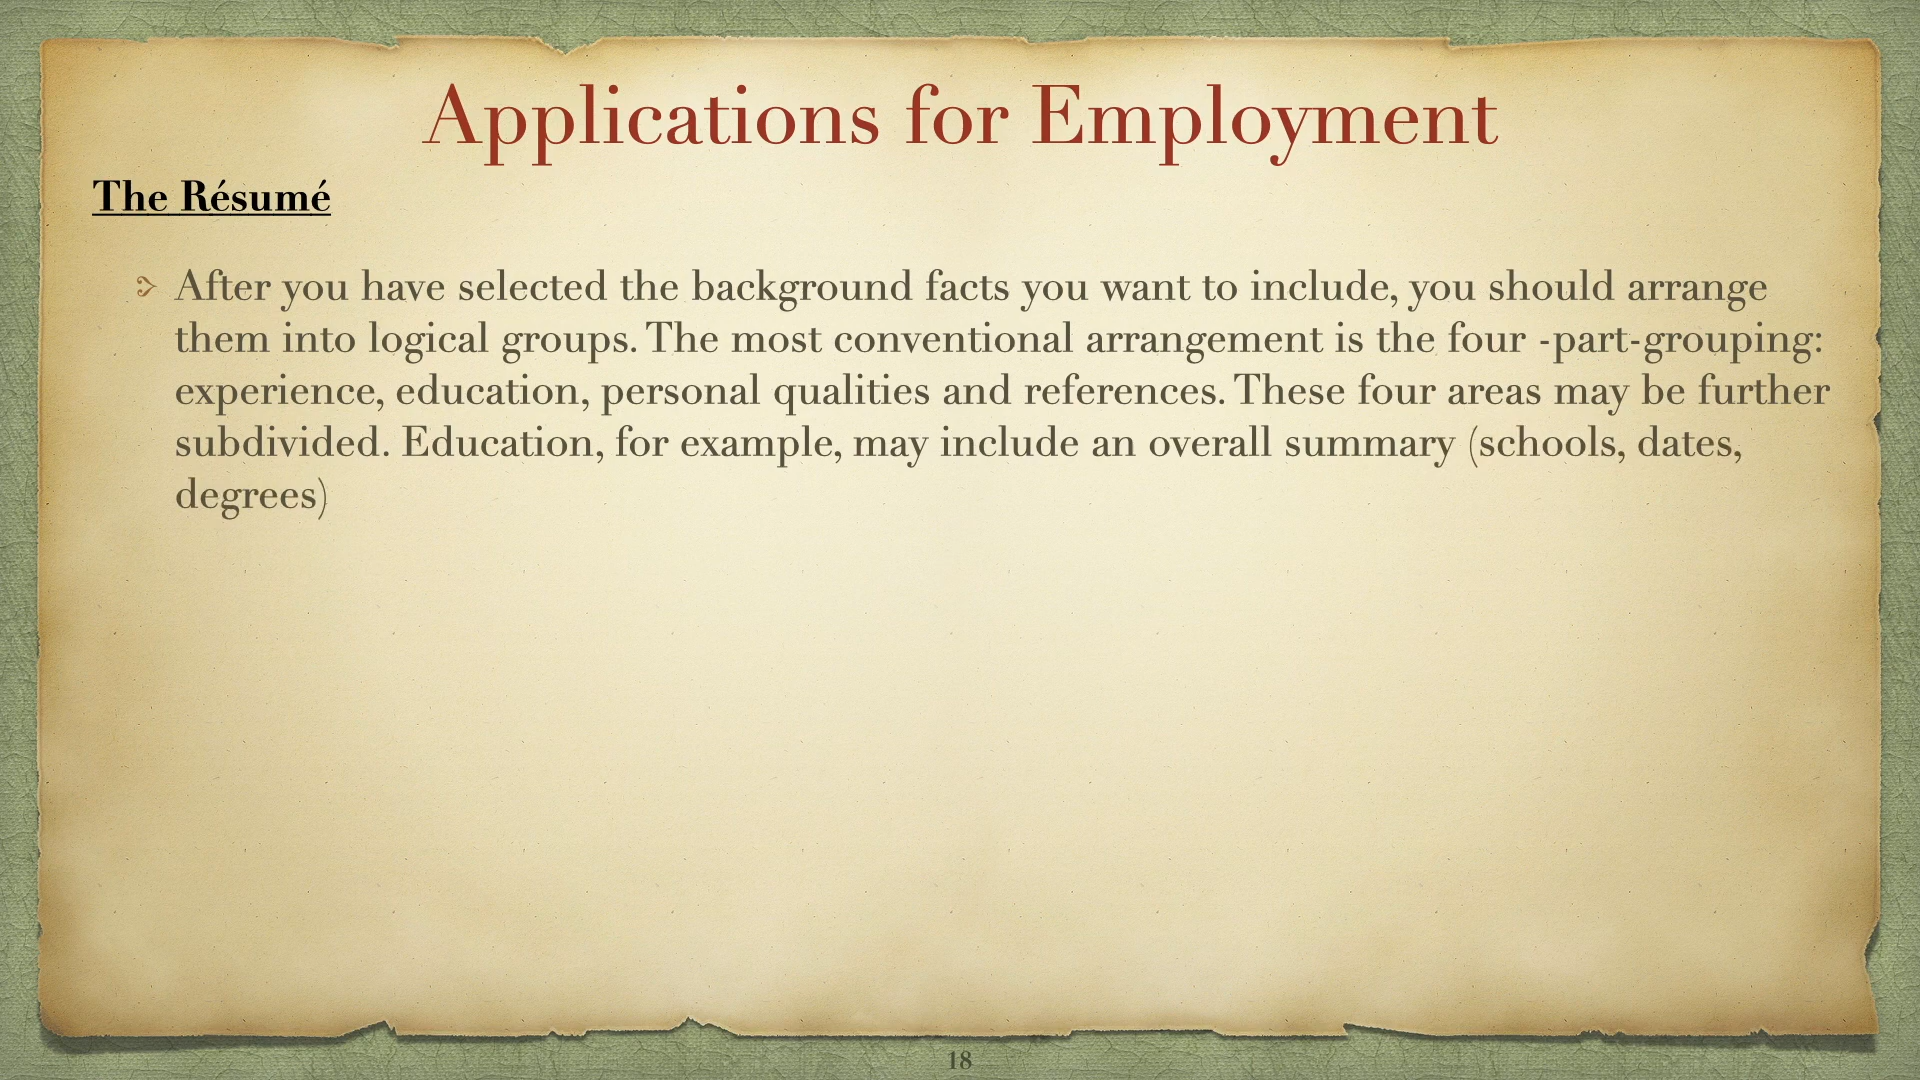 Applications for Employment
The Résumé
After you have selected the background facts you want to include, you should arrange
them into logical groups. The most conventional arrangement is the four -part-grouping:
experience, education, personal qualities and references. These four areas may be further
subdivided. Education, for example, may include an overall summary (schools, dates,
degrees)
18